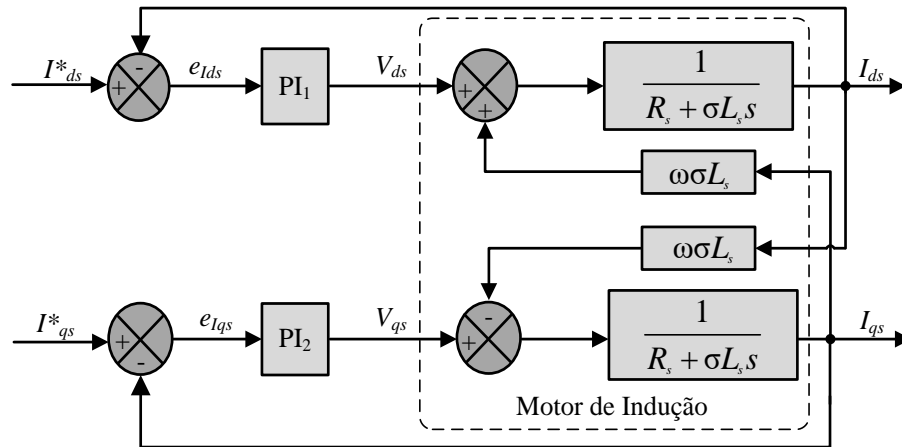 I*ds
+
-
eIds
PI1
Vds
+
+
1
Rs + σLss
Ids
ωσLs
ωσLs
I*qs
+
-
eIqs
PI2
Vqs
+
-
1
Rs + σLss
Iqs
Motor de Indução